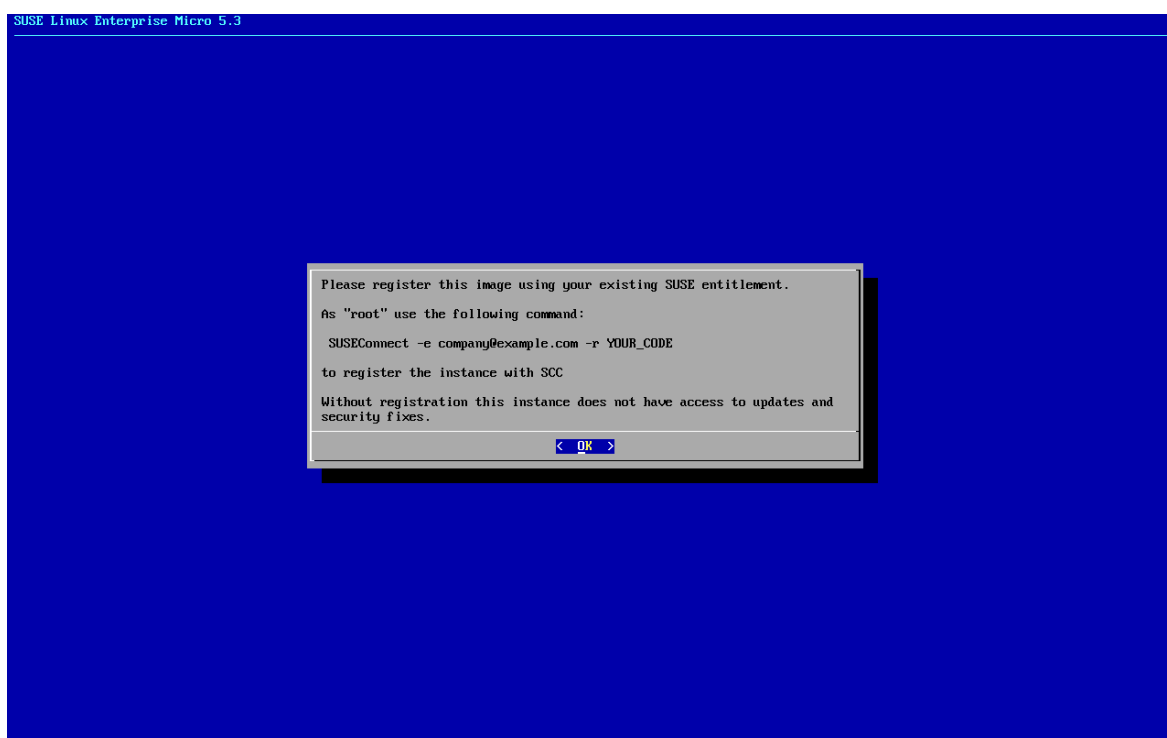 SUSE Linux Enterprise Micro 5.3
Please register this image using your existing SUSE entitlement.
As "root" use the following command:
SUSEConnect -e company@example.com -r YOUR_CODE
to register the instance with SCC
Without registration this instance does not have access to updates and
security fixes.
< OK >